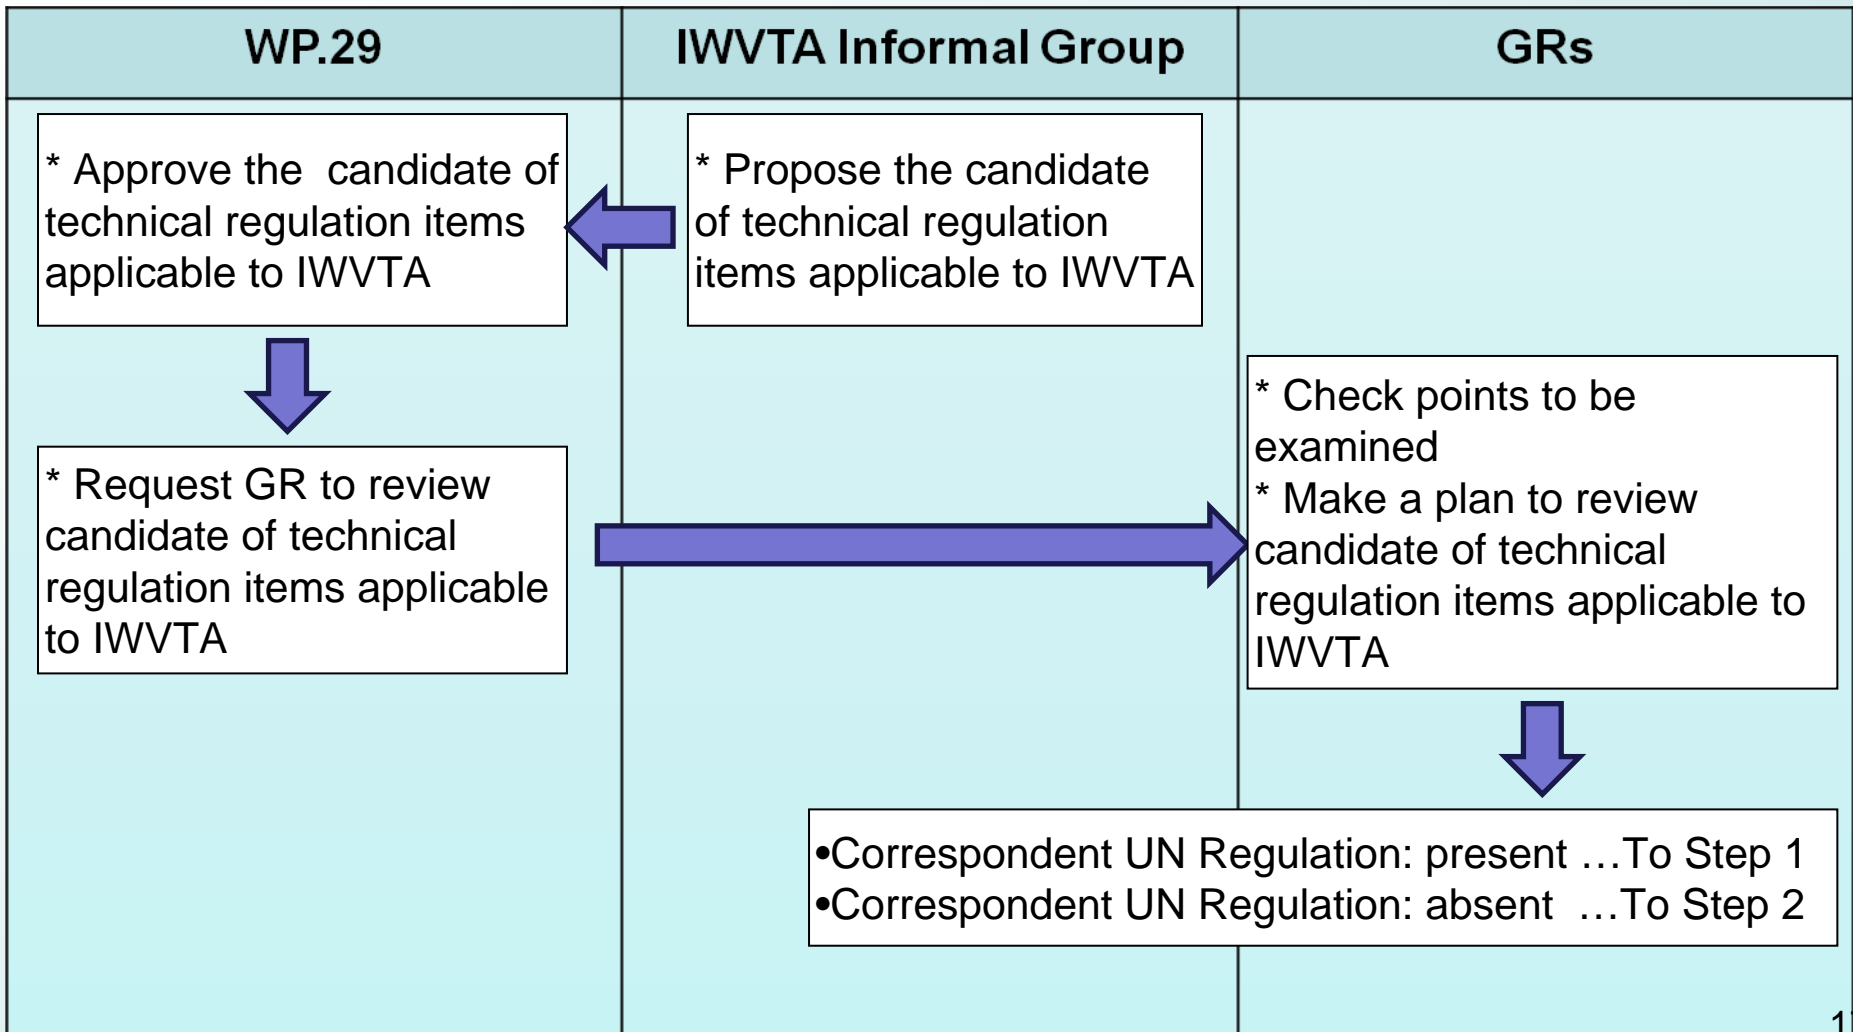 WP.29
IWVTA Informal Group
GRs
* Approve the candidate of
technical regulation items
applicable to IWVTA
* Propose the candidate
of technical regulation
items applicable to IWVTA
* Request GR to review
candidate of technical
regulation items applicable
to IWVTA
* Check points to be
examined
* Make a plan to review
candidate of technical
regulation items applicable to
IWVTA
•Correspondent UN Regulation: present …To Step 1
•Correspondent UN Regulation: absent …To Step 2